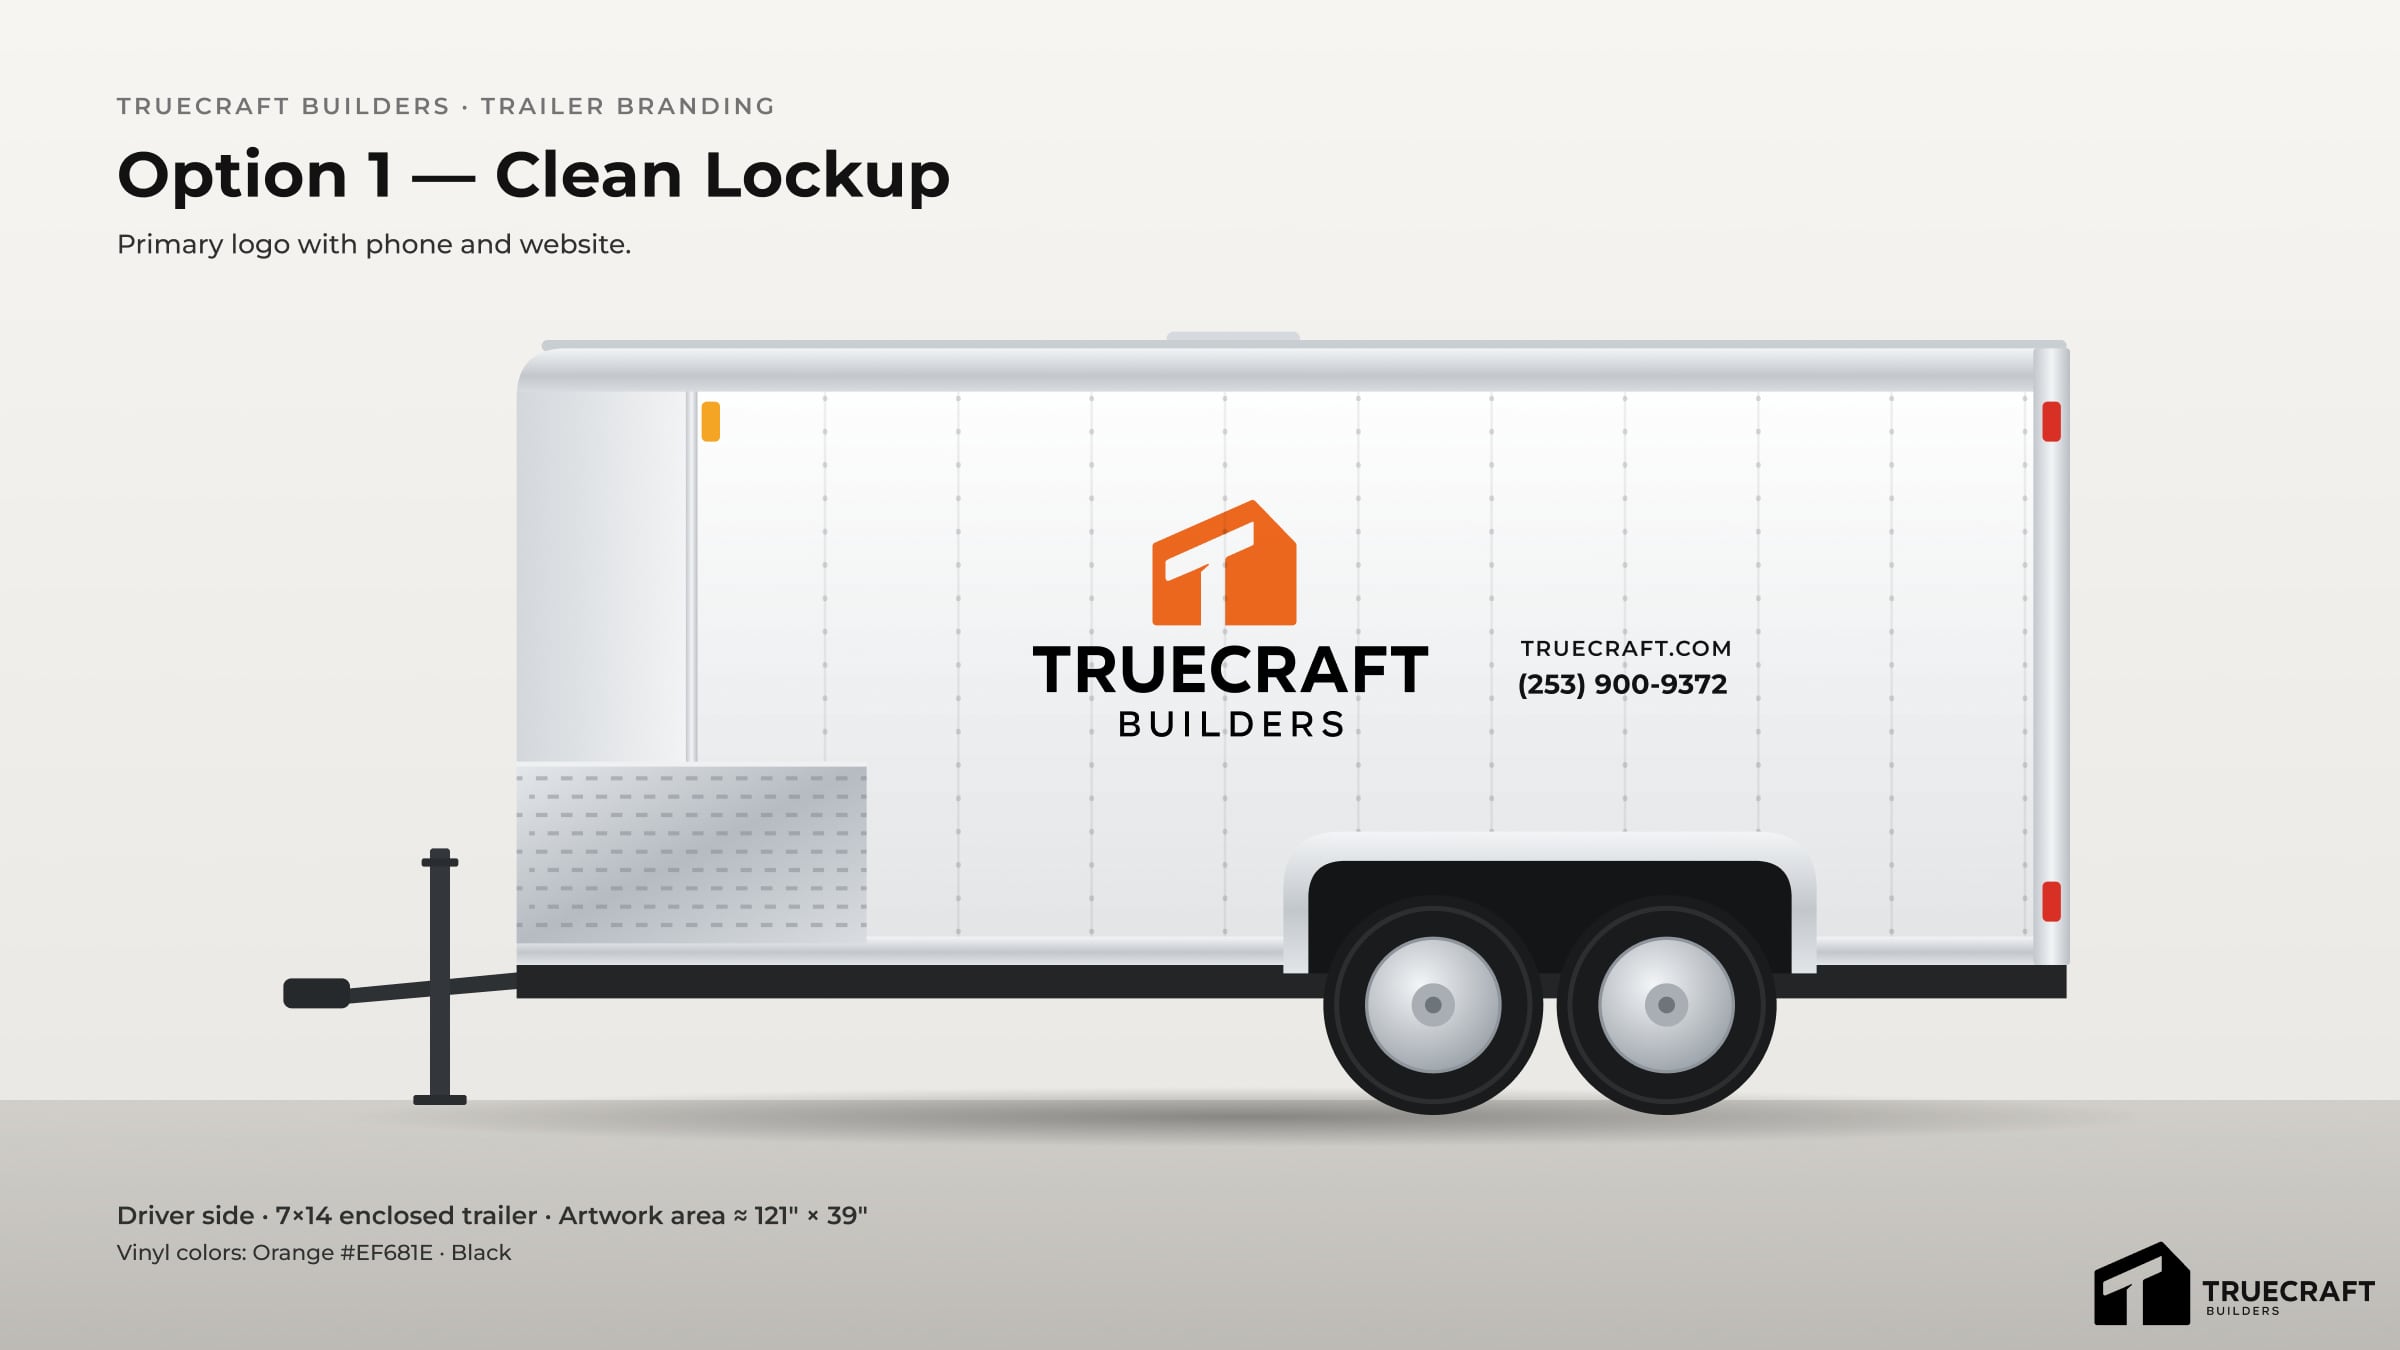 TRUECRAFT BUILDERS · TRAILER BRANDING
Option 1 — Clean Lockup
Primary logo with phone and website.
TRUECRAFT
BUILDERS
TRUECRAFT.COM
(253) 900-9372
Driver side · 7×14 enclosed trailer · Artwork area ≈ 121" × 39"
Vinyl colors: Orange #EF681E · Black
TRUECRAFT
BUILDERS